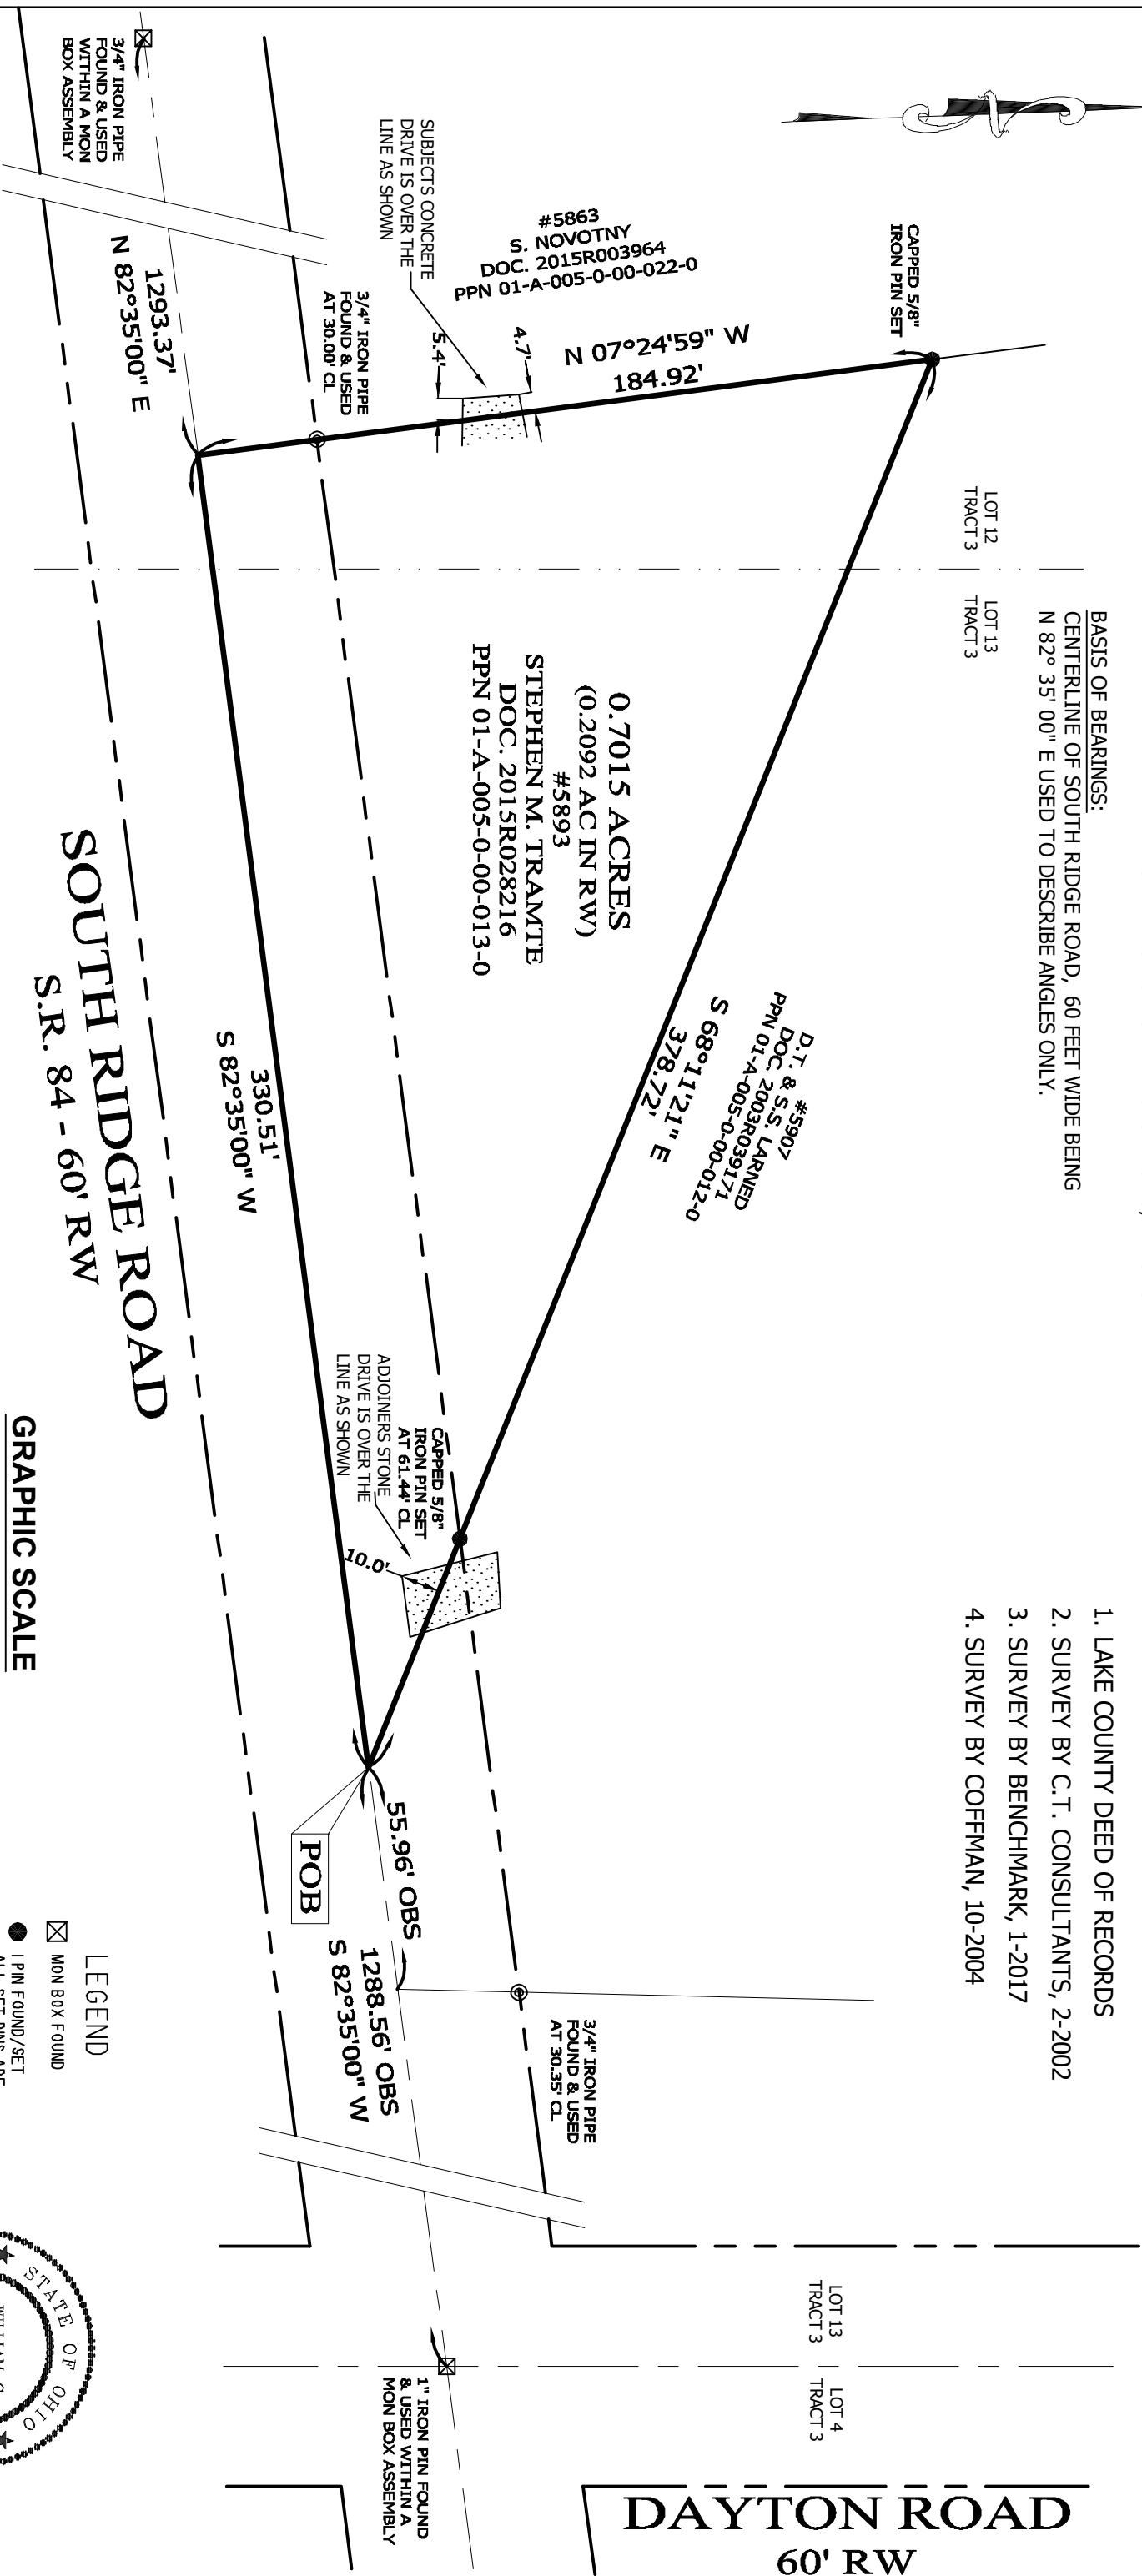 BASIS OF BEARINGS:
CENTERLINE OF SOUTH RIDGE ROAD, 60 FEET WIDE BEING
N 82° 35' 00" E USED TO DESCRIBE ANGLES ONLY.
1. LAKE COUNTY DEED OF RECORDS
2. SURVEY BY C.T. CONSULTANTS, 2-2002
3. SURVEY BY BENCHMARK, 1-2017
4. SURVEY BY COFFMAN, 10-2004
CAPPED 5/8"
IRON PIN SET
LOT 12
TRACT 3
LOT 13
TRACT 3
#5863
S. NOVOTNY
DOC. 2015R003964
PPN 01-A-005-0-00-022-0
N 07°24'59" W
184.92'
4.7'
5.4'
SUBJECTS CONCRETE
DRIVE IS OVER THE
LINE AS SHOWN
3/4" IRON PIPE
FOUND & USED
AT 30.00' CL
3/4" IRON PIPE
FOUND & USED
WITHIN A MON
BOX ASSEMBLY
1293.37'
N 82°35'00" E
0.7015 ACRES
(0.2092 AC IN RW)
#5893
STEPHEN M. TRAMTE
DOC. 2015R028216
PPN 01-A-005-0-00-013-0
#5907
D.T. & S.S. LARNED
DOC. 2003R039171
PPN 01-A-005-0-00-012-0
S 68°11'21" E
378.72'
330.51'
S 82°35'00" W
SOUTH RIDGE ROAD
S.R. 84 - 60' RW
CAPPED 5/8"
IRON PIN SET
AT 61.44' CL
ADJOINERS STONE
DRIVE IS OVER THE
LINE AS SHOWN
10.0'
POB
55.96' OBS
1288.56' OBS
S 82°35'00" W
3/4" IRON PIPE
FOUND & USED
AT 30.35' CL
LOT 13
TRACT 3
LOT 4
TRACT 3
1" IRON PIN FOUND
& USED WITHIN A
MON BOX ASSEMBLY
DAYTON ROAD
60' RW
GRAPHIC SCALE
LEGEND
MON BOX FOUND
I PIN FOUND/SET
STATE OF OHIO